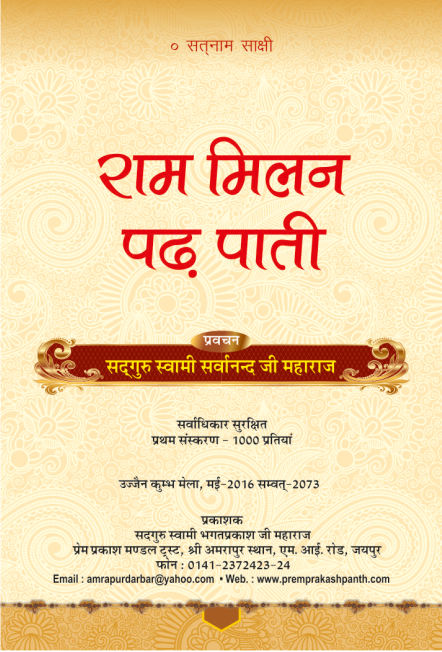 ० सत्‌नाम साक्षी
राम मिलन
पढ़ पाती
प्रवचन
सद्‌गुरु स्वामी सर्वानन्द जी महाराज
सर्वाधिकार सुरक्षित
प्रथम संस्करण - 1000 प्रतियां
उज्जैन कुम्भ मेला, मई-2016 सम्वत्-2073
प्रकाशक
सदगुरु स्वामी भगतप्रकाश जी महाराज
प्रेम प्रकाश मण्डल ट्रस्ट, श्री अमरापुर स्थान, एम. आई. रोड, जयपुर
फोन : 0141-2372423-24
Email : amrapurdarbar@yahoo.com • Web. : www.premprakashpanth.com